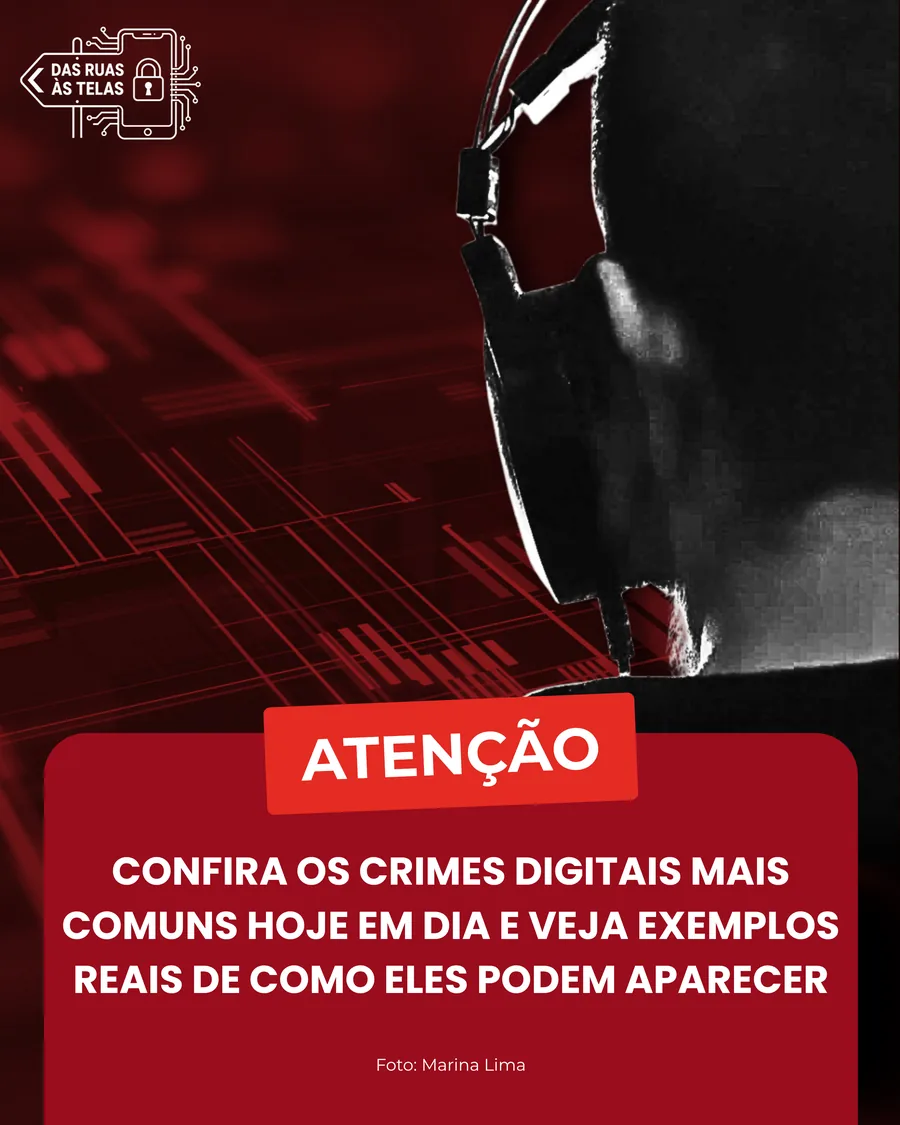 DAS RUAS
ÀS TELAS
ATENÇÃO
CONFIRA OS CRIMES DIGITAIS MAIS
COMUNS HOJE EM DIA E VEJA EXEMPLOS
REAIS DE COMO ELES PODEM APARECER
Foto: Marina Lima